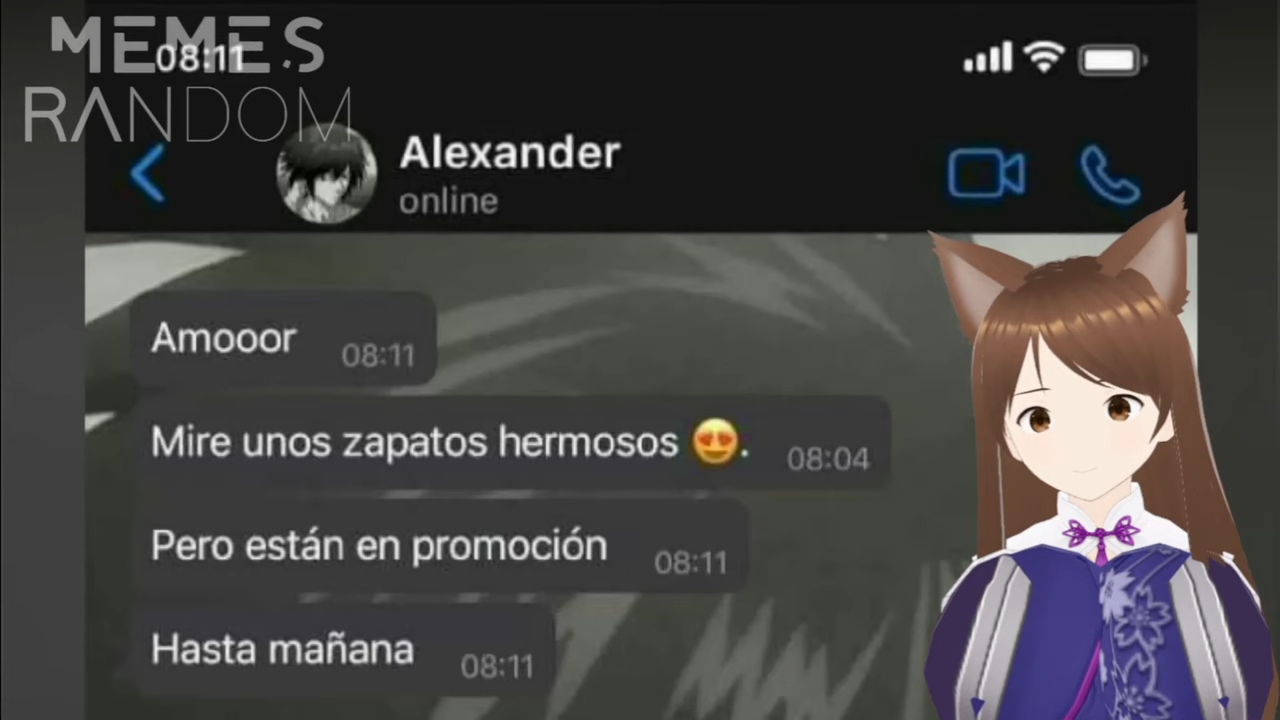 MEMES
08:11
RANDOM
Alexander
online
Amooor 08:11
Mire unos zapatos hermosos 😍. 08:04
Pero están en promoción 08:11
Hasta mañana 08:11